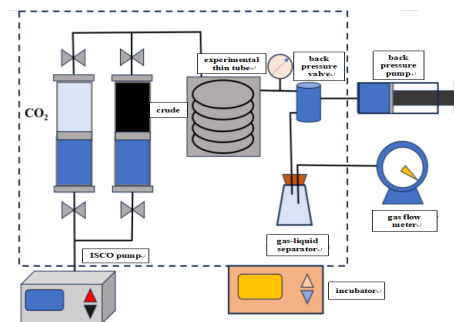 experimental
thin tube
back
pressure
valve
back
pressure
pump
CO2
crude
gas flow
meter
gas-liquid
separator
ISCO pump
incubator